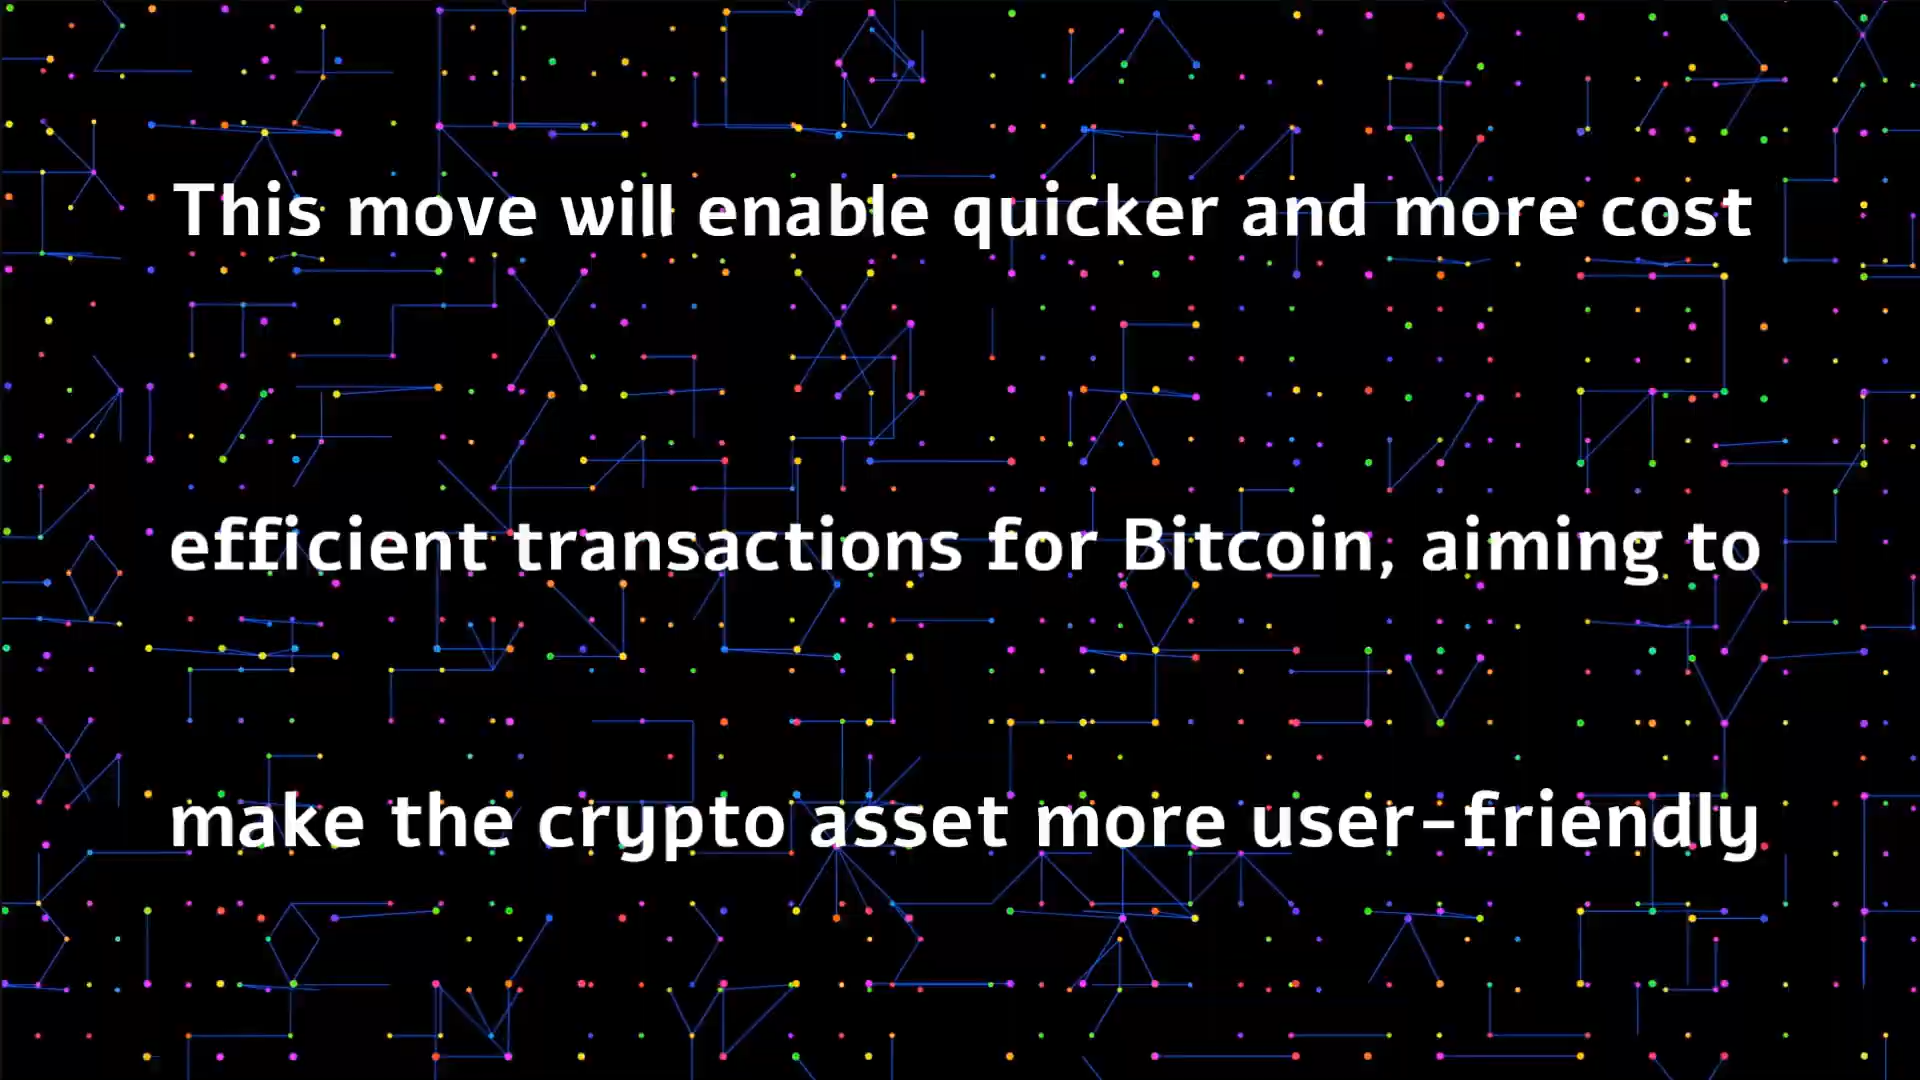 This move will enable quicker and more cost
efficient transactions for Bitcoin, aiming to
make the crypto asset more user-friendly